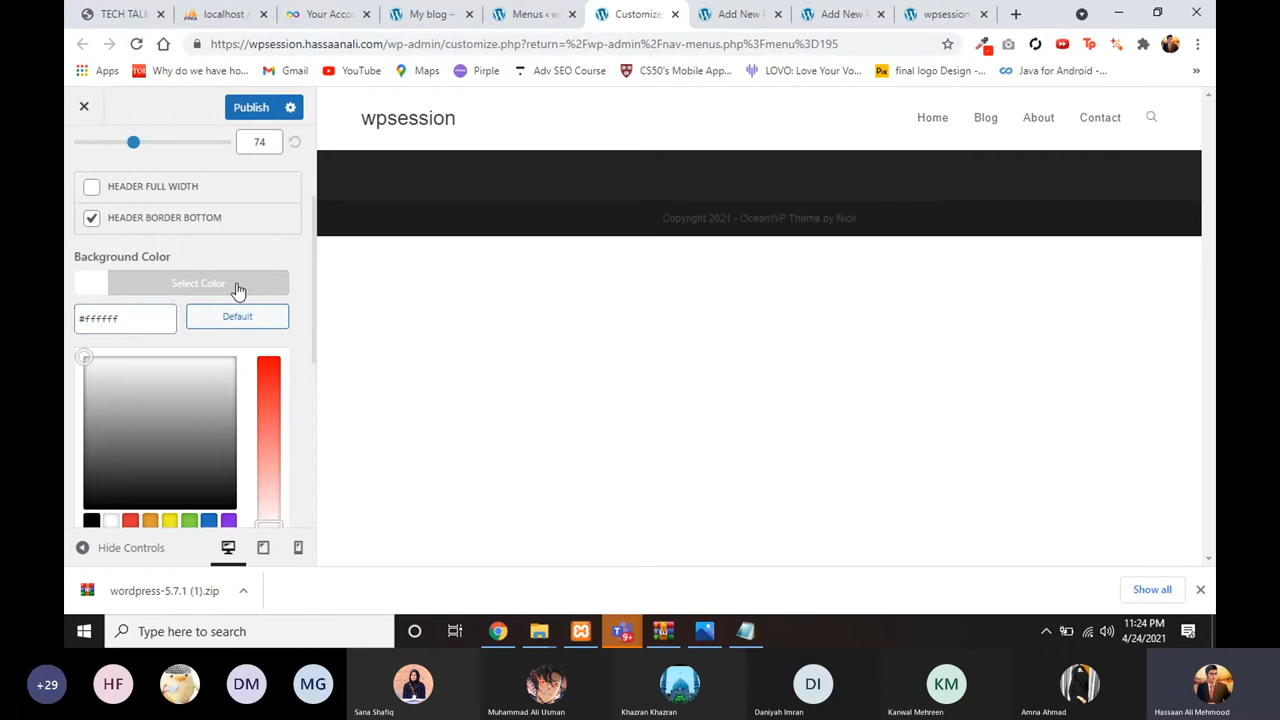 TECH TALK
localhost /
Your Accou
My blog –
Menus ‹ w
Customize
Add New P
Add New P
wpsession
https://wpsession.hassaanali.com/wp-admin/customize.php?return=%2Fwp-admin%2Fnav-menus.php%3Fmenu%3D195
Apps
Why do we have ho...
Gmail
YouTube
Maps
Pirple
Adv SEO Course
CS50's Mobile App...
LOVO: Love Your Vo...
final logo Design -...
Java for Android -...
»
Publish
74
HEADER FULL WIDTH
HEADER BORDER BOTTOM
Background Color
Select Color
#ffffff
Default
Hide Controls
wpsession
Home
Blog
About
Contact
Copyright 2021 - OceanWP Theme by Nick
wordpress-5.7.1 (1).zip
Show all
Type here to search
9+
11:24 PM
4/24/2021
+29
HF
DM
MG
DI
KM
Sana Shafiq
Muhammad Ali Usman
Khazran Khazran
Daniyah Imran
Kanwal Mehreen
Amna Ahmad
Hassaan Ali Mehmood